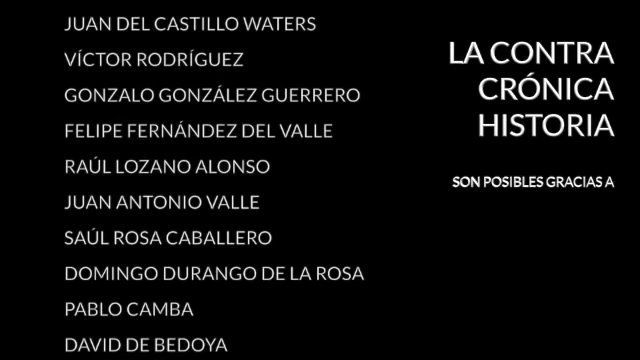 JUAN DEL CASTILLO WATERS
VÍCTOR RODRÍGUEZ
GONZALO GONZÁLEZ GUERRERO
FELIPE FERNÁNDEZ DEL VALLE
RAÚL LOZANO ALONSO
JUAN ANTONIO VALLE
SAÚL ROSA CABALLERO
DOMINGO DURANGO DE LA ROSA
PABLO CAMBA
DAVID DE BEDOYA
LA CONTRA
CRÓNICA
HISTORIA
SON POSIBLES GRACIAS A